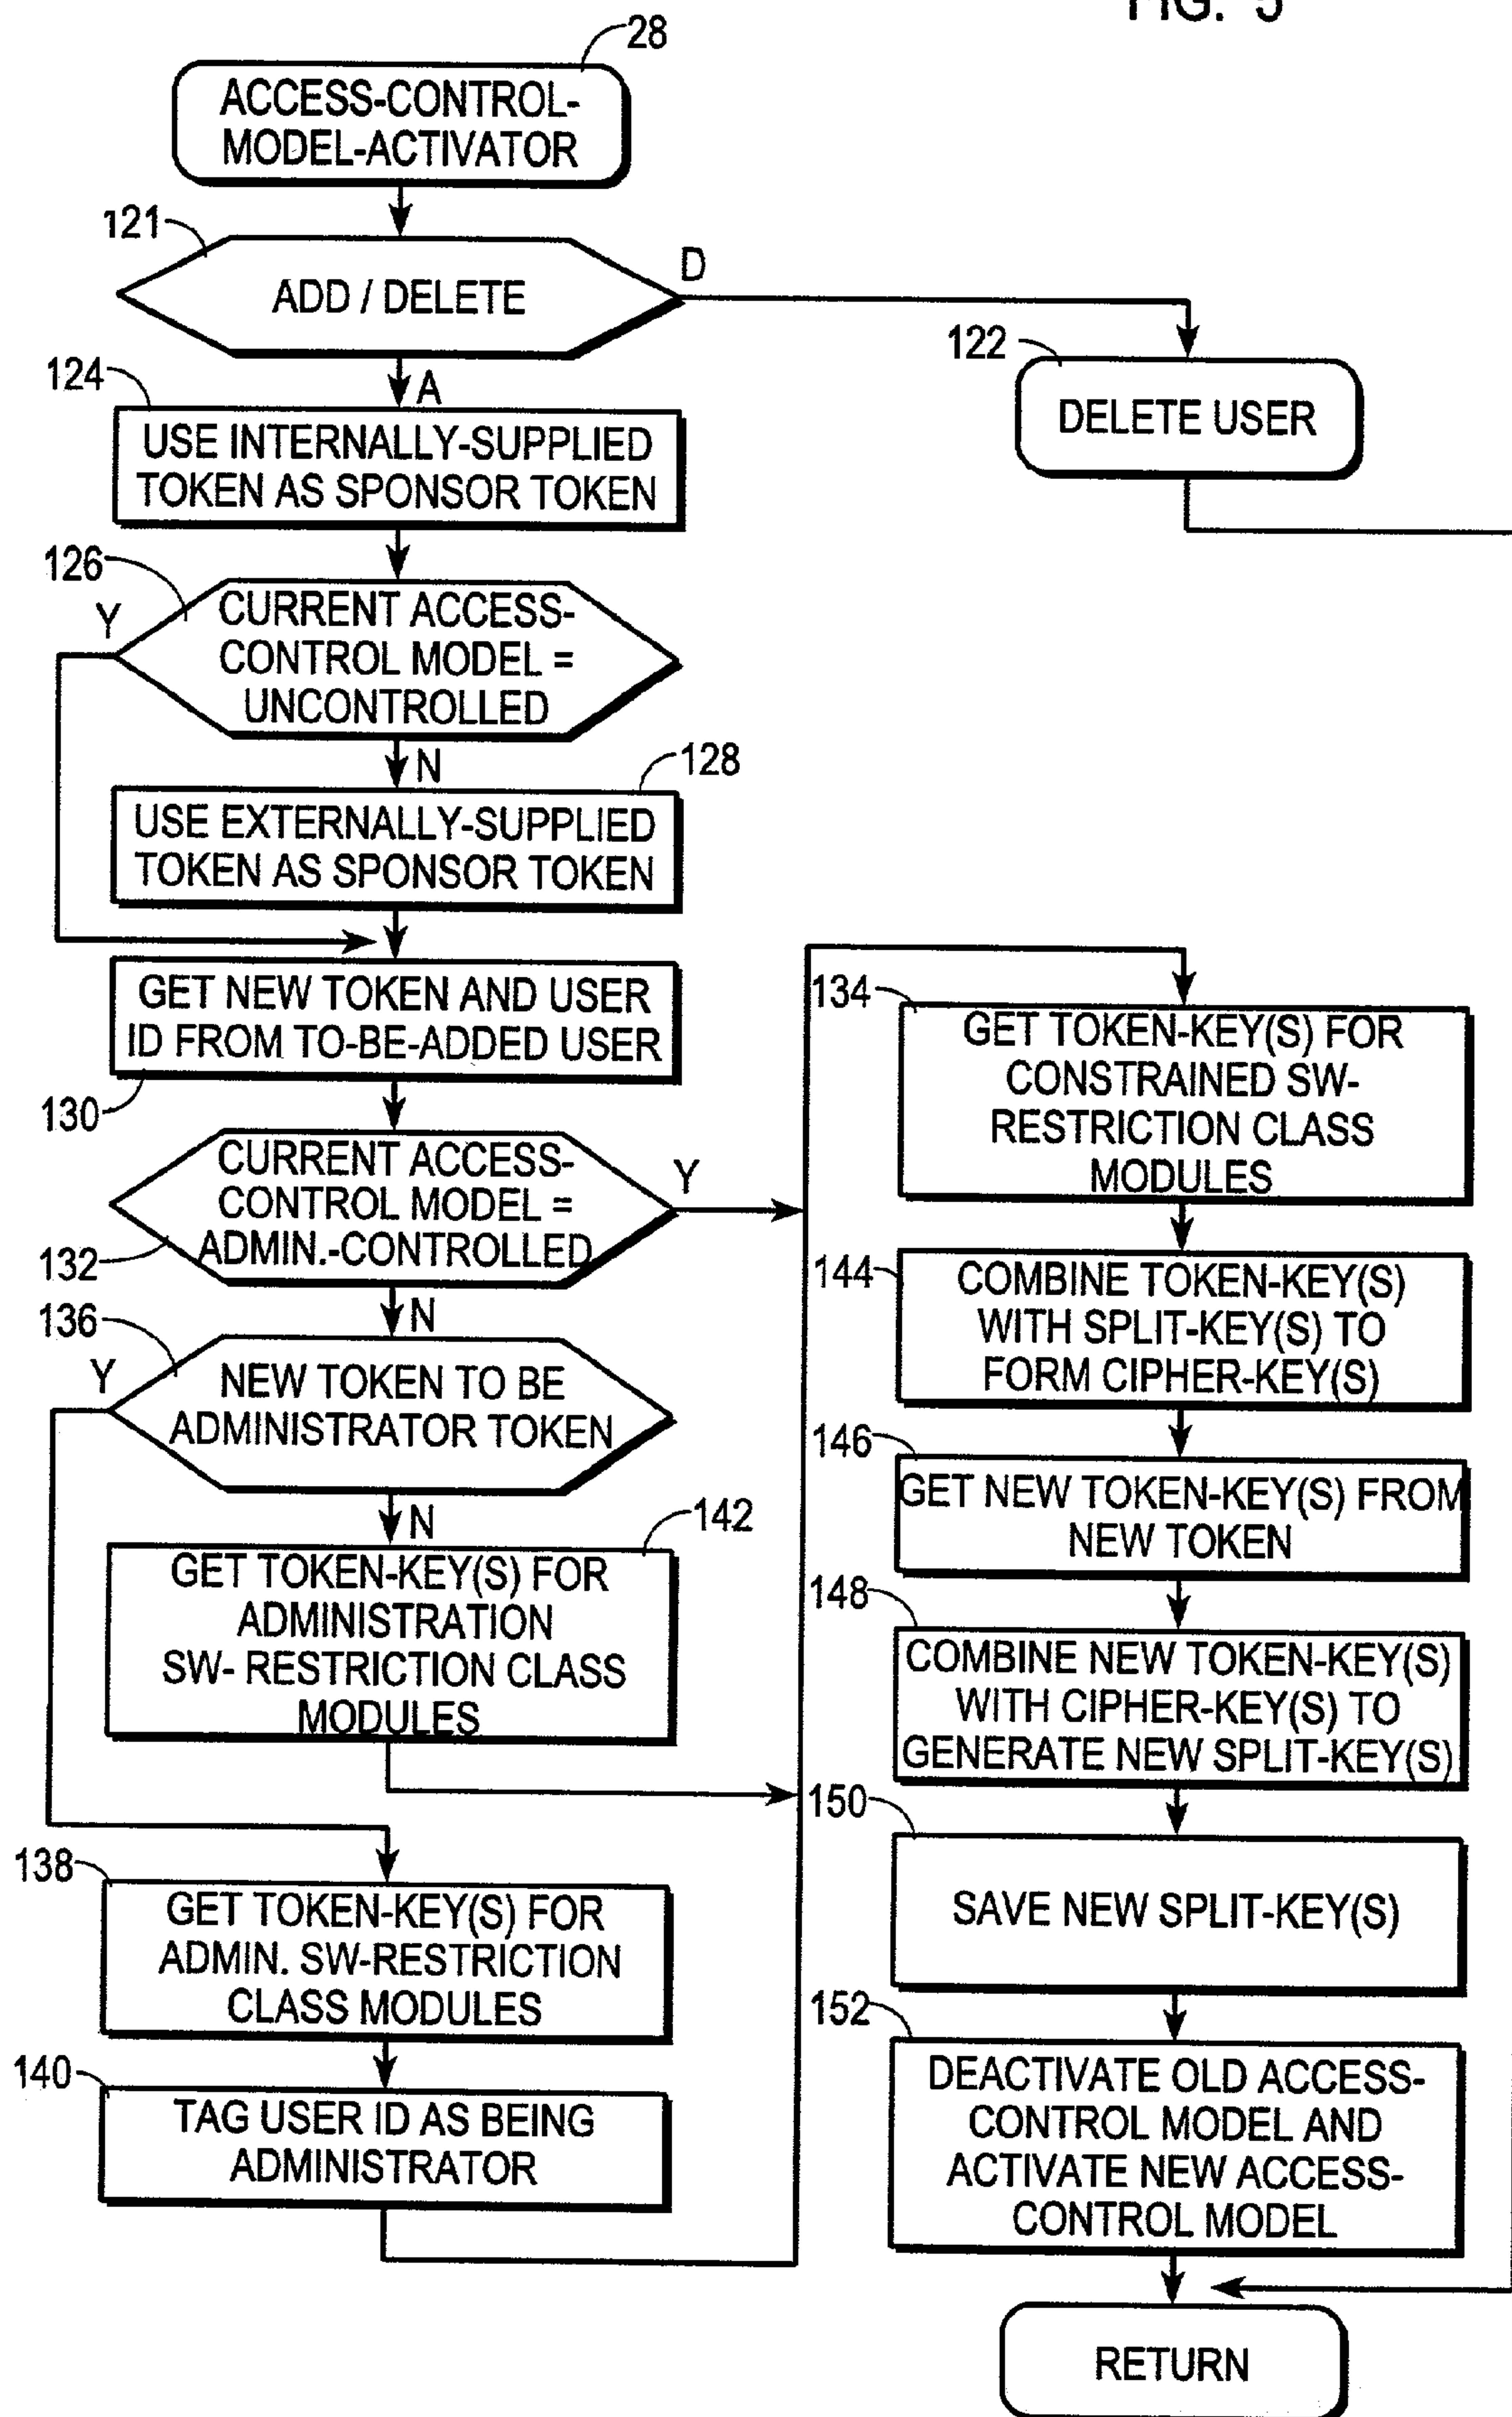 FIG. 5
28
ACCESS-CONTROL-
MODEL-ACTIVATOR
121
ADD / DELETE
D
A
122
DELETE USER
124
USE INTERNALLY-SUPPLIED
TOKEN AS SPONSOR TOKEN
126
Y
CURRENT ACCESS-
CONTROL MODEL =
UNCONTROLLED
N
128
USE EXTERNALLY-SUPPLIED
TOKEN AS SPONSOR TOKEN
GET NEW TOKEN AND USER
ID FROM TO-BE-ADDED USER
130
CURRENT ACCESS-
CONTROL MODEL =
ADMIN.-CONTROLLED
132
Y
N
136
Y
NEW TOKEN TO BE
ADMINISTRATOR TOKEN
N
142
GET TOKEN-KEY(S) FOR
ADMINISTRATION
SW- RESTRICTION CLASS
MODULES
138
GET TOKEN-KEY(S) FOR
ADMIN. SW-RESTRICTION
CLASS MODULES
140
TAG USER ID AS BEING
ADMINISTRATOR
134
GET TOKEN-KEY(S) FOR
CONSTRAINED SW-
RESTRICTION CLASS
MODULES
144
COMBINE TOKEN-KEY(S)
WITH SPLIT-KEY(S) TO
FORM CIPHER-KEY(S)
146
GET NEW TOKEN-KEY(S) FROM
NEW TOKEN
148
COMBINE NEW TOKEN-KEY(S)
WITH CIPHER-KEY(S) TO
GENERATE NEW SPLIT-KEY(S)
150
SAVE NEW SPLIT-KEY(S)
152
DEACTIVATE OLD ACCESS-
CONTROL MODEL AND
ACTIVATE NEW ACCESS-
CONTROL MODEL
RETURN